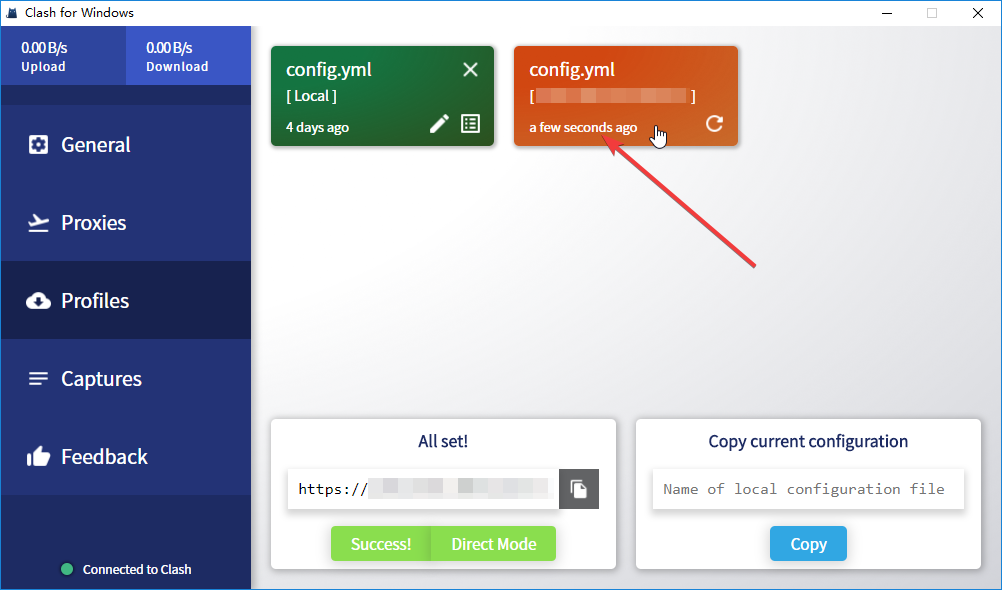 Clash for Windows
0.00 B/s
Upload
0.00 B/s
Download
General
Proxies
Profiles
Captures
Feedback
Connected to Clash
config.yml
[ Local ]
4 days ago
config.yml
[ ]
a few seconds ago
All set!
https://
Success!
Direct Mode
Copy current configuration
Name of local configuration file
Copy